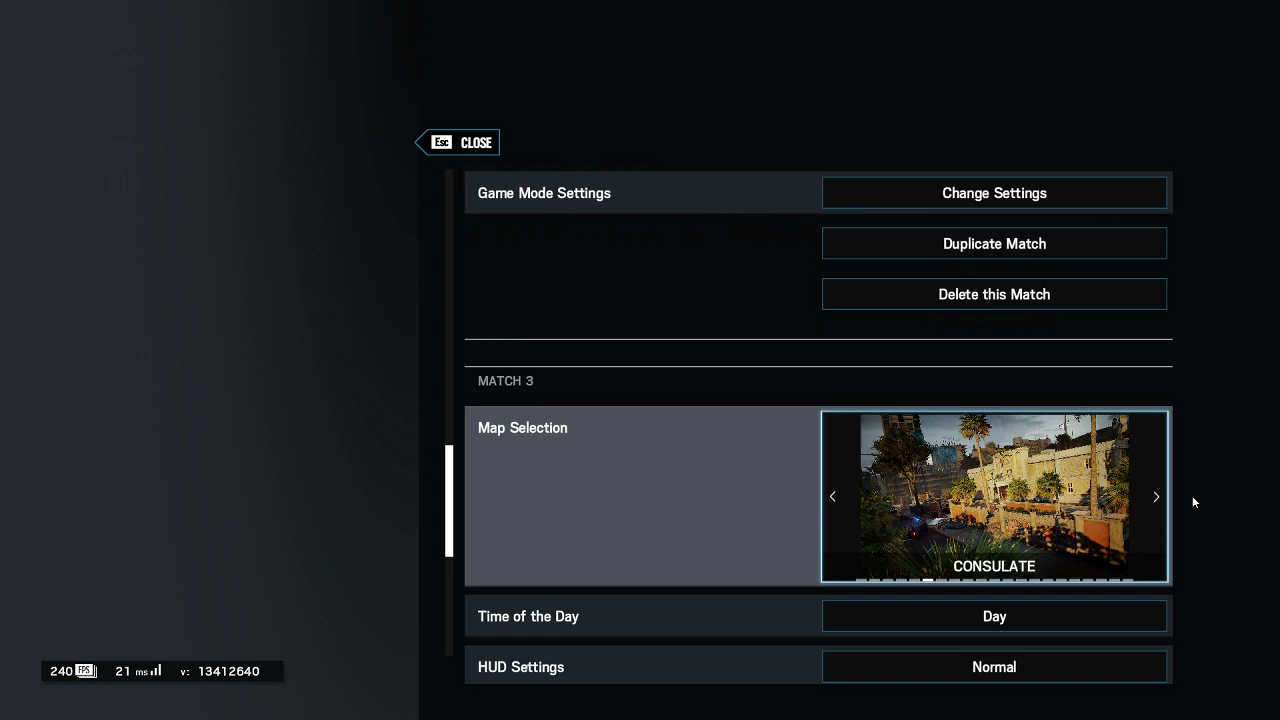 Esc CLOSE
Game Mode Settings Change Settings
Duplicate Match
Delete this Match
MATCH 3
Map Selection
CONSULATE
Time of the Day Day
HUD Settings Normal
240 FPS 21 ms v: 13412640